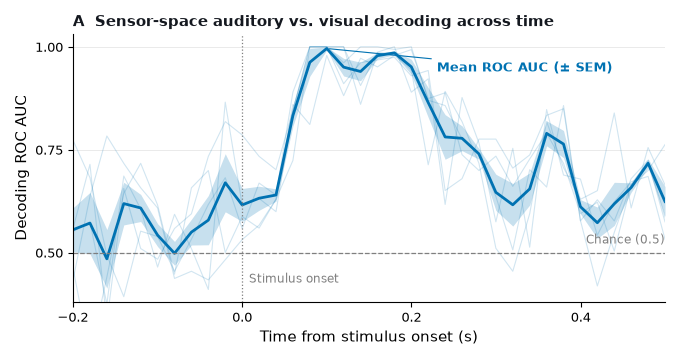 A Sensor-space auditory vs. visual decoding across time
1.00
Mean ROC AUC (± SEM)
0.75
Decoding ROC AUC
Chance (0.5)
0.50
Stimulus onset
−0.2
0.0
0.2
0.4
Time from stimulus onset (s)